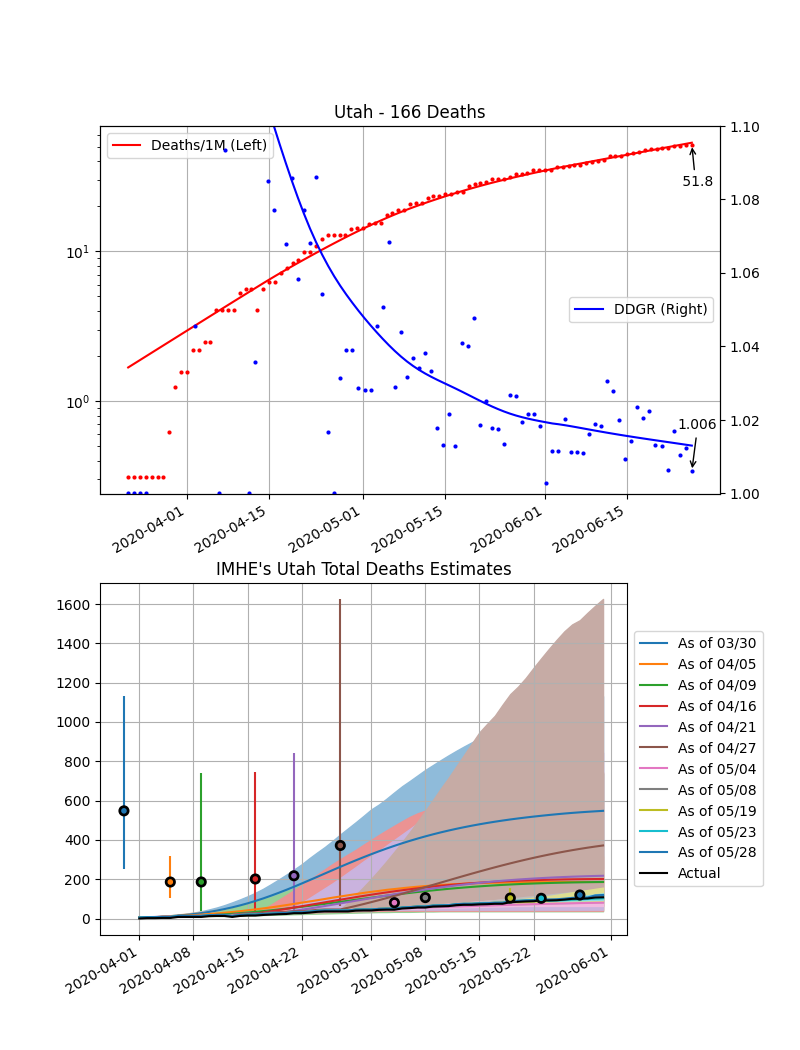 Utah - 166 Deaths
Deaths/1M (Left)
DDGR (Right)
51.8
1.006
10^1
10^0
1.10
1.08
1.06
1.04
1.02
1.00
2020-04-01
2020-04-15
2020-05-01
2020-05-15
2020-06-01
2020-06-15
IMHE's Utah Total Deaths Estimates
1600
1400
1200
1000
800
600
400
200
0
2020-04-01
2020-04-08
2020-04-15
2020-04-22
2020-05-01
2020-05-08
2020-05-15
2020-05-22
2020-06-01
As of 03/30
As of 04/05
As of 04/09
As of 04/16
As of 04/21
As of 04/27
As of 05/04
As of 05/08
As of 05/19
As of 05/23
As of 05/28
Actual